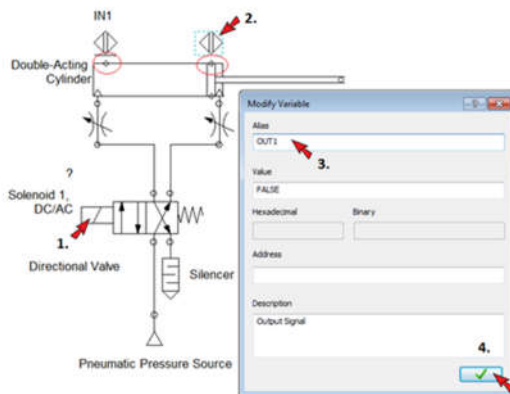 IN1
2.
Double-Acting
Cylinder
?
Solenoid 1,
DC/AC
1.
Directional Valve
Silencer
Pneumatic Pressure Source
Modify Variable
Alias
OUT1
3.
Value
FALSE
Hexadecimal
Binary
Address
Description
Output Signal
4.